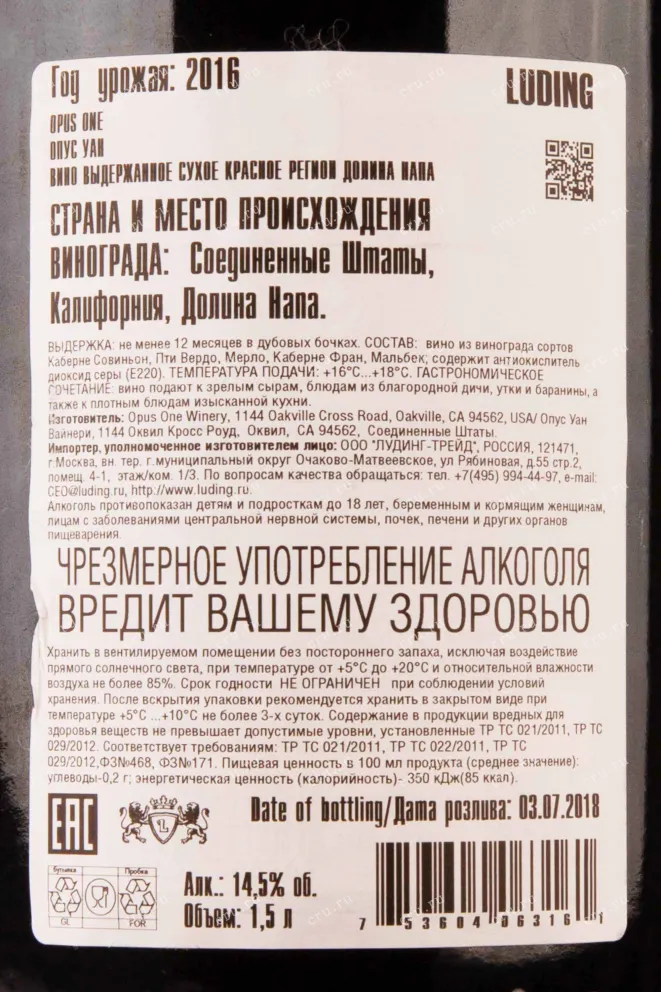 Год урожая: 2016
LUDING
OPUS ONE
ОПУС УАН
ВИНО ВЫДЕРЖАННОЕ СУХОЕ КРАСНОЕ РЕГИОН ДОЛИНА НАПА
СТРАНА И МЕСТО ПРОИСХОЖДЕНИЯ
ВИНОГРАДА: Соединенные Штаты,
Калифорния, Долина Напа.
ВЫДЕРЖКА: не менее 12 месяцев в дубовых бочках. СОСТАВ: вино из винограда сортов
Каберне Совиньон, Пти Вердо, Мерло, Каберне Фран, Мальбек; содержит антиокислитель
диоксид серы (E220). ТЕМПЕРАТУРА ПОДАЧИ: +16°C...+18°C. ГАСТРОНОМИЧЕСКОЕ
СОЧЕТАНИЕ: вино подают к зрелым сырам, блюдам из благородной дичи, утки и баранины, а
также к плотным блюдам изысканной кухни.
Изготовитель: Opus One Winery, 1144 Oakville Cross Road, Oakville, CA 94562, USA/ Опус Уан
Вайнери, 1144 Оквил Кросс Роуд, Оквил, СА 94562, Соединенные Штаты.
Импортер, уполномоченное изготовителем лицо: ООО "ЛУДИНГ-ТРЕЙД", РОССИЯ, 121471,
г.Москва, вн. тер. г.муниципальный округ Очаково-Матвеевское, ул Рябиновая, д.55 стр.2,
помещ. 4-1, этаж/ком. 1/3. По вопросам качества обращаться: тел. +7(495) 994-44-97, e-mail:
CEO@luding.ru, http://www.luding.ru.
Алкоголь противопоказан детям и подросткам до 18 лет, беременным и кормящим женщинам,
лицам с заболеваниями центральной нервной системы, почек, печени и других органов
пищеварения.
ЧРЕЗМЕРНОЕ УПОТРЕБЛЕНИЕ АЛКОГОЛЯ
ВРЕДИТ ВАШЕМУ ЗДОРОВЬЮ
Хранить в вентилируемом помещении без постороннего запаха, исключая воздействие
прямого солнечного света, при температуре от +5°C до +20°C и относительной влажности
воздуха не более 85%. Срок годности НЕ ОГРАНИЧЕН при соблюдении условий
хранения. После вскрытия упаковки рекомендуется хранить в закрытом виде при
температуре +5°C ...+10°C не более 3-х суток. Содержание в продукции вредных для
здоровья веществ не превышает допустимые уровни, установленные ТР ТС 021/2011, ТР ТС
029/2012. Соответствует требованиям: ТР ТС 021/2011, ТР ТС 022/2011, ТР ТС
029/2012,ФЗ№468, ФЗ№171. Пищевая ценность в 100 мл продукта (среднее значение):
углеводы-0,2 г; энергетическая ценность (калорийность)- 350 кДж(85 ккал).
EAC
L
Date of bottling/Дата розлива: 03.07.2018
бутылка
Пробка
GL
FOR
Алк.: 14,5% об.
Объем: 1,5 л
7 53604 06316 1